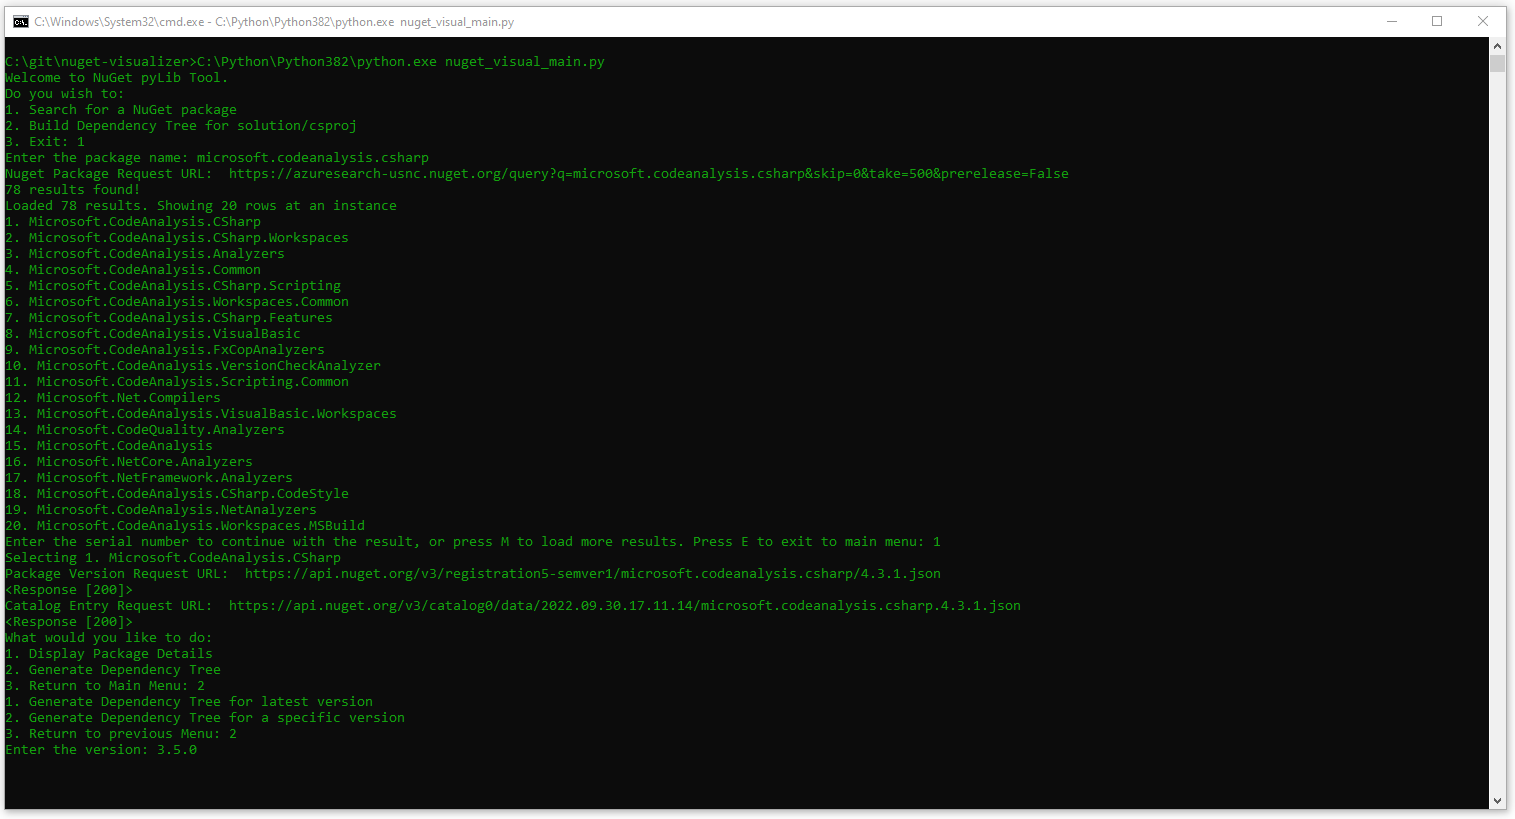 C:\Windows\System32\cmd.exe - C:\Python\Python382\python.exe  nuget_visual_main.py
C:\git\nuget-visualizer>C:\Python\Python382\python.exe nuget_visual_main.py
Welcome to NuGet pyLib Tool.
Do you wish to:
1. Search for a NuGet package
2. Build Dependency Tree for solution/csproj
3. Exit: 1
Enter the package name: microsoft.codeanalysis.csharp
Nuget Package Request URL:  https://azuresearch-usnc.nuget.org/query?q=microsoft.codeanalysis.csharp&skip=0&take=500&prerelease=False
78 results found!
Loaded 78 results. Showing 20 rows at an instance
1. Microsoft.CodeAnalysis.CSharp
2. Microsoft.CodeAnalysis.CSharp.Workspaces
3. Microsoft.CodeAnalysis.Analyzers
4. Microsoft.CodeAnalysis.Common
5. Microsoft.CodeAnalysis.CSharp.Scripting
6. Microsoft.CodeAnalysis.Workspaces.Common
7. Microsoft.CodeAnalysis.CSharp.Features
8. Microsoft.CodeAnalysis.VisualBasic
9. Microsoft.CodeAnalysis.FxCopAnalyzers
10. Microsoft.CodeAnalysis.VersionCheckAnalyzer
11. Microsoft.CodeAnalysis.Scripting.Common
12. Microsoft.Net.Compilers
13. Microsoft.CodeAnalysis.VisualBasic.Workspaces
14. Microsoft.CodeQuality.Analyzers
15. Microsoft.CodeAnalysis
16. Microsoft.NetCore.Analyzers
17. Microsoft.NetFramework.Analyzers
18. Microsoft.CodeAnalysis.CSharp.CodeStyle
19. Microsoft.CodeAnalysis.NetAnalyzers
20. Microsoft.CodeAnalysis.Workspaces.MSBuild
Enter the serial number to continue with the result, or press M to load more results. Press E to exit to main menu: 1
Selecting 1. Microsoft.CodeAnalysis.CSharp
Package Version Request URL:  https://api.nuget.org/v3/registration5-semver1/microsoft.codeanalysis.csharp/4.3.1.json
<Response [200]>
Catalog Entry Request URL:  https://api.nuget.org/v3/catalog0/data/2022.09.30.17.11.14/microsoft.codeanalysis.csharp.4.3.1.json
<Response [200]>
What would you like to do:
1. Display Package Details
2. Generate Dependency Tree
3. Return to Main Menu: 2
1. Generate Dependency Tree for latest version
2. Generate Dependency Tree for a specific version
3. Return to previous Menu: 2
Enter the version: 3.5.0